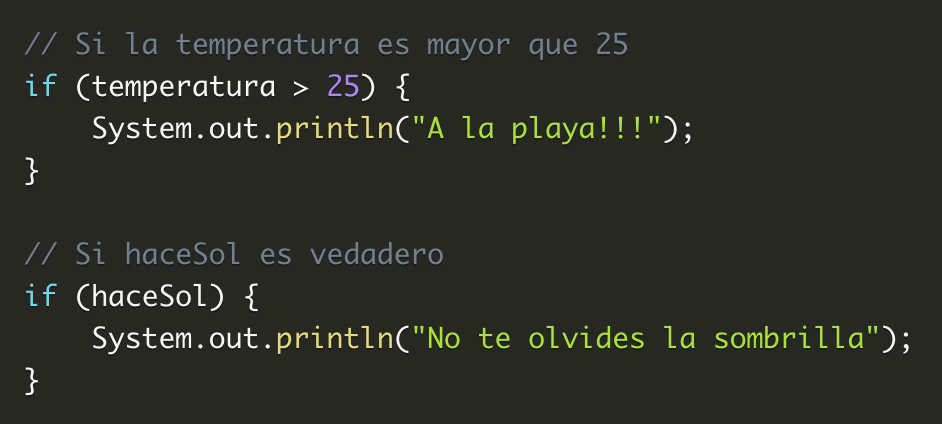 // Si la temperatura es mayor que 25
if (temperatura > 25) {
    System.out.println("A la playa!!!");
}

// Si haceSol es vedadero
if (haceSol) {
    System.out.println("No te olvides la sombrilla");
}